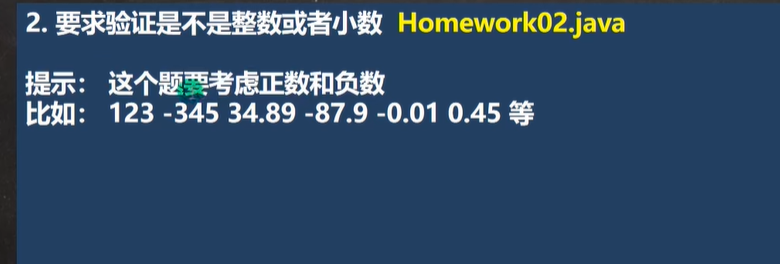 2. 要求验证是不是整数或者小数 Homework02.java
提示： 这个题要考虑正数和负数
比如： 123 -345 34.89 -87.9 -0.01 0.45 等